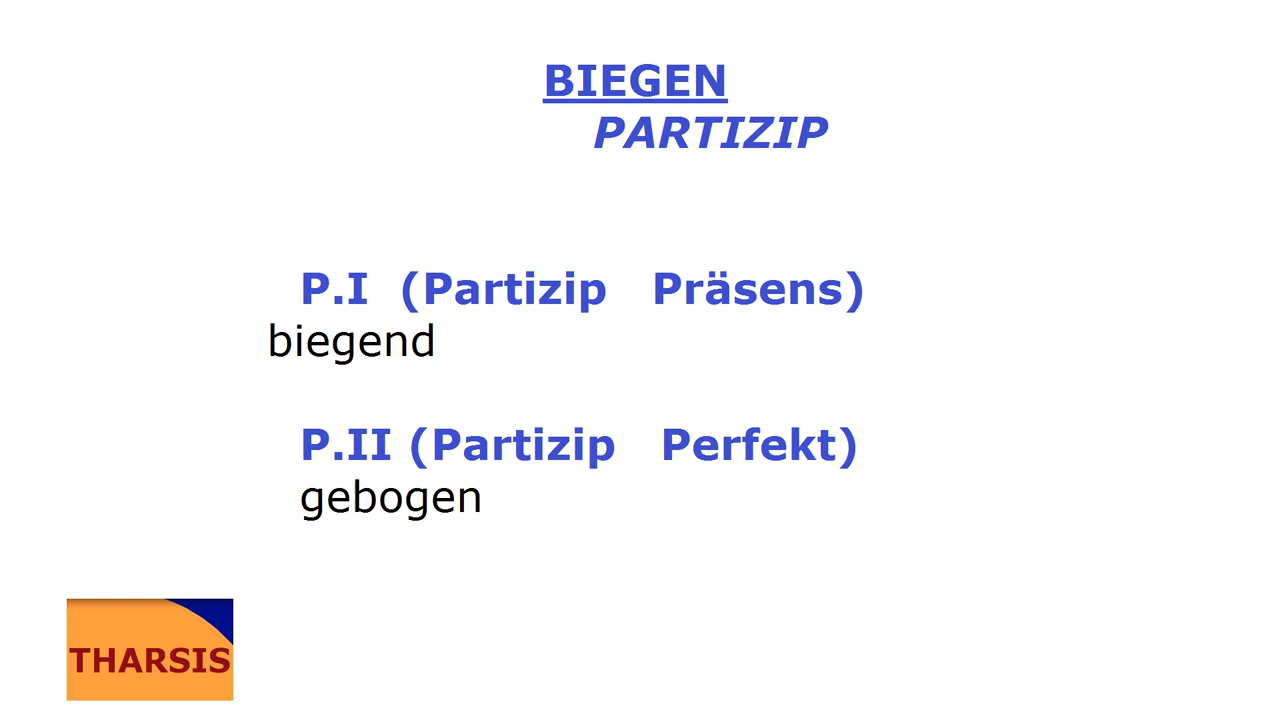 BIEGEN
PARTIZIP
P.I (Partizip Präsens)
biegend
P.II (Partizip Perfekt)
gebogen
THARSIS